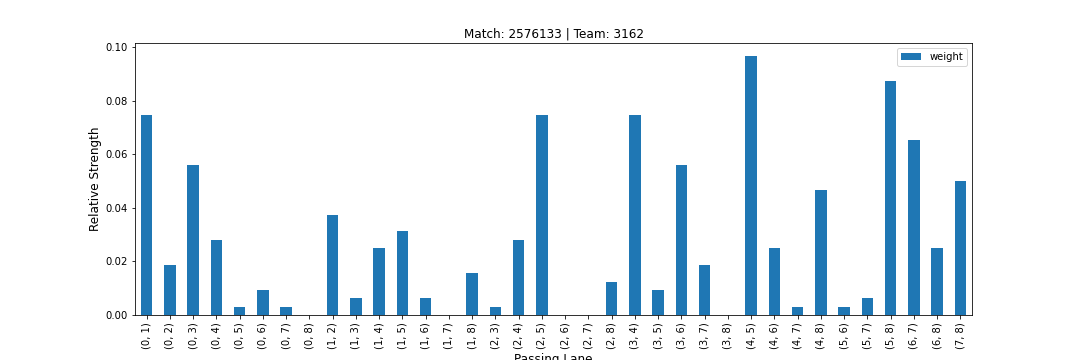 Match: 2576133 | Team: 3162
weight
Relative Strength
0.10
0.08
0.06
0.04
0.02
0.00
(0, 1) (0, 2) (0, 3) (0, 4) (0, 5) (0, 6) (0, 7) (0, 8) (1, 2) (1, 3) (1, 4) (1, 5) (1, 6) (1, 7) (1, 8) (2, 3) (2, 4) (2, 5) (2, 6) (2, 7) (2, 8) (3, 4) (3, 5) (3, 6) (3, 7) (3, 8) (4, 5) (4, 6) (4, 7) (4, 8) (5, 6) (5, 7) (5, 8) (6, 7) (6, 8) (7, 8)
Passing Lane